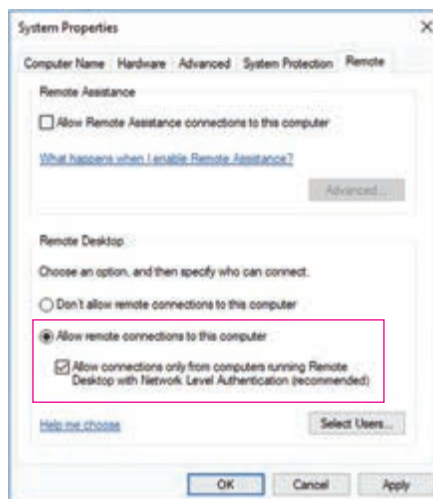 System Properties
Computer Name Hardware Advanced System Protection Remote
Remote Assistance
Allow Remote Assistance connections to this computer
What happens when I enable Remote Assistance?
Advanced...
Remote Desktop
Choose an option, and then specify who can connect.
Don't allow remote connections to this computer
Allow remote connections to this computer
Allow connections only from computers running Remote
Desktop with Network Level Authentication (recommended)
Help me choose
Select Users...
OK Cancel Apply